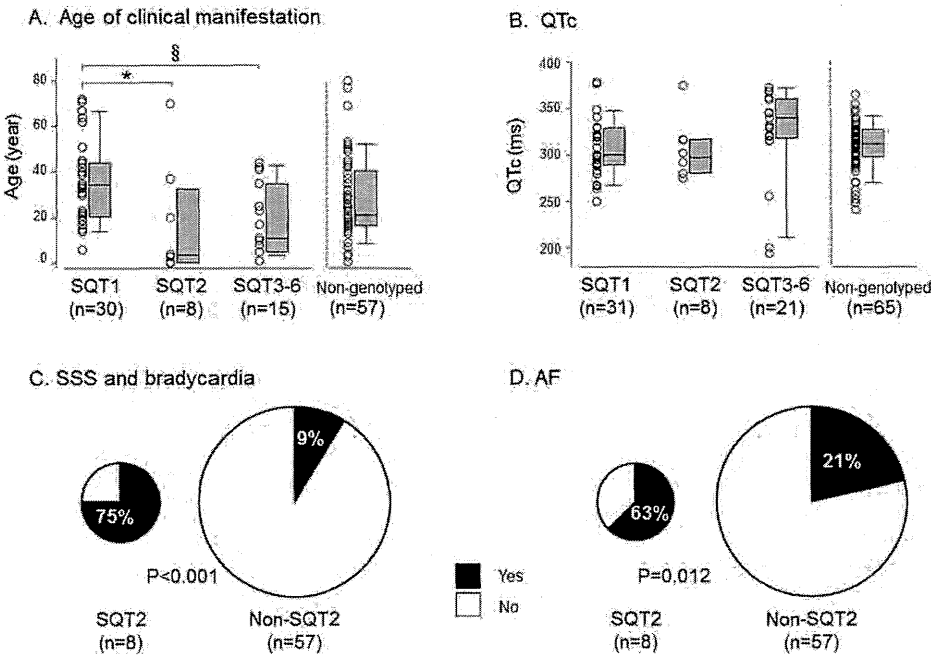 A. Age of clinical manifestation
B. QTc
§
*
80
60
40
20
0
Age (year)
SQT1
(n=30)
SQT2
(n=8)
SQT3-6
(n=15)
Non-genotyped
(n=57)
400
350
300
250
200
QTc (ms)
SQT1
(n=31)
SQT2
(n=8)
SQT3-6
(n=21)
Non-genotyped
(n=65)
C. SSS and bradycardia
D. AF
75%
9%
P<0.001
SQT2
(n=8)
Non-SQT2
(n=57)
Yes
No
63%
21%
P=0.012
SQT2
(n=8)
Non-SQT2
(n=57)